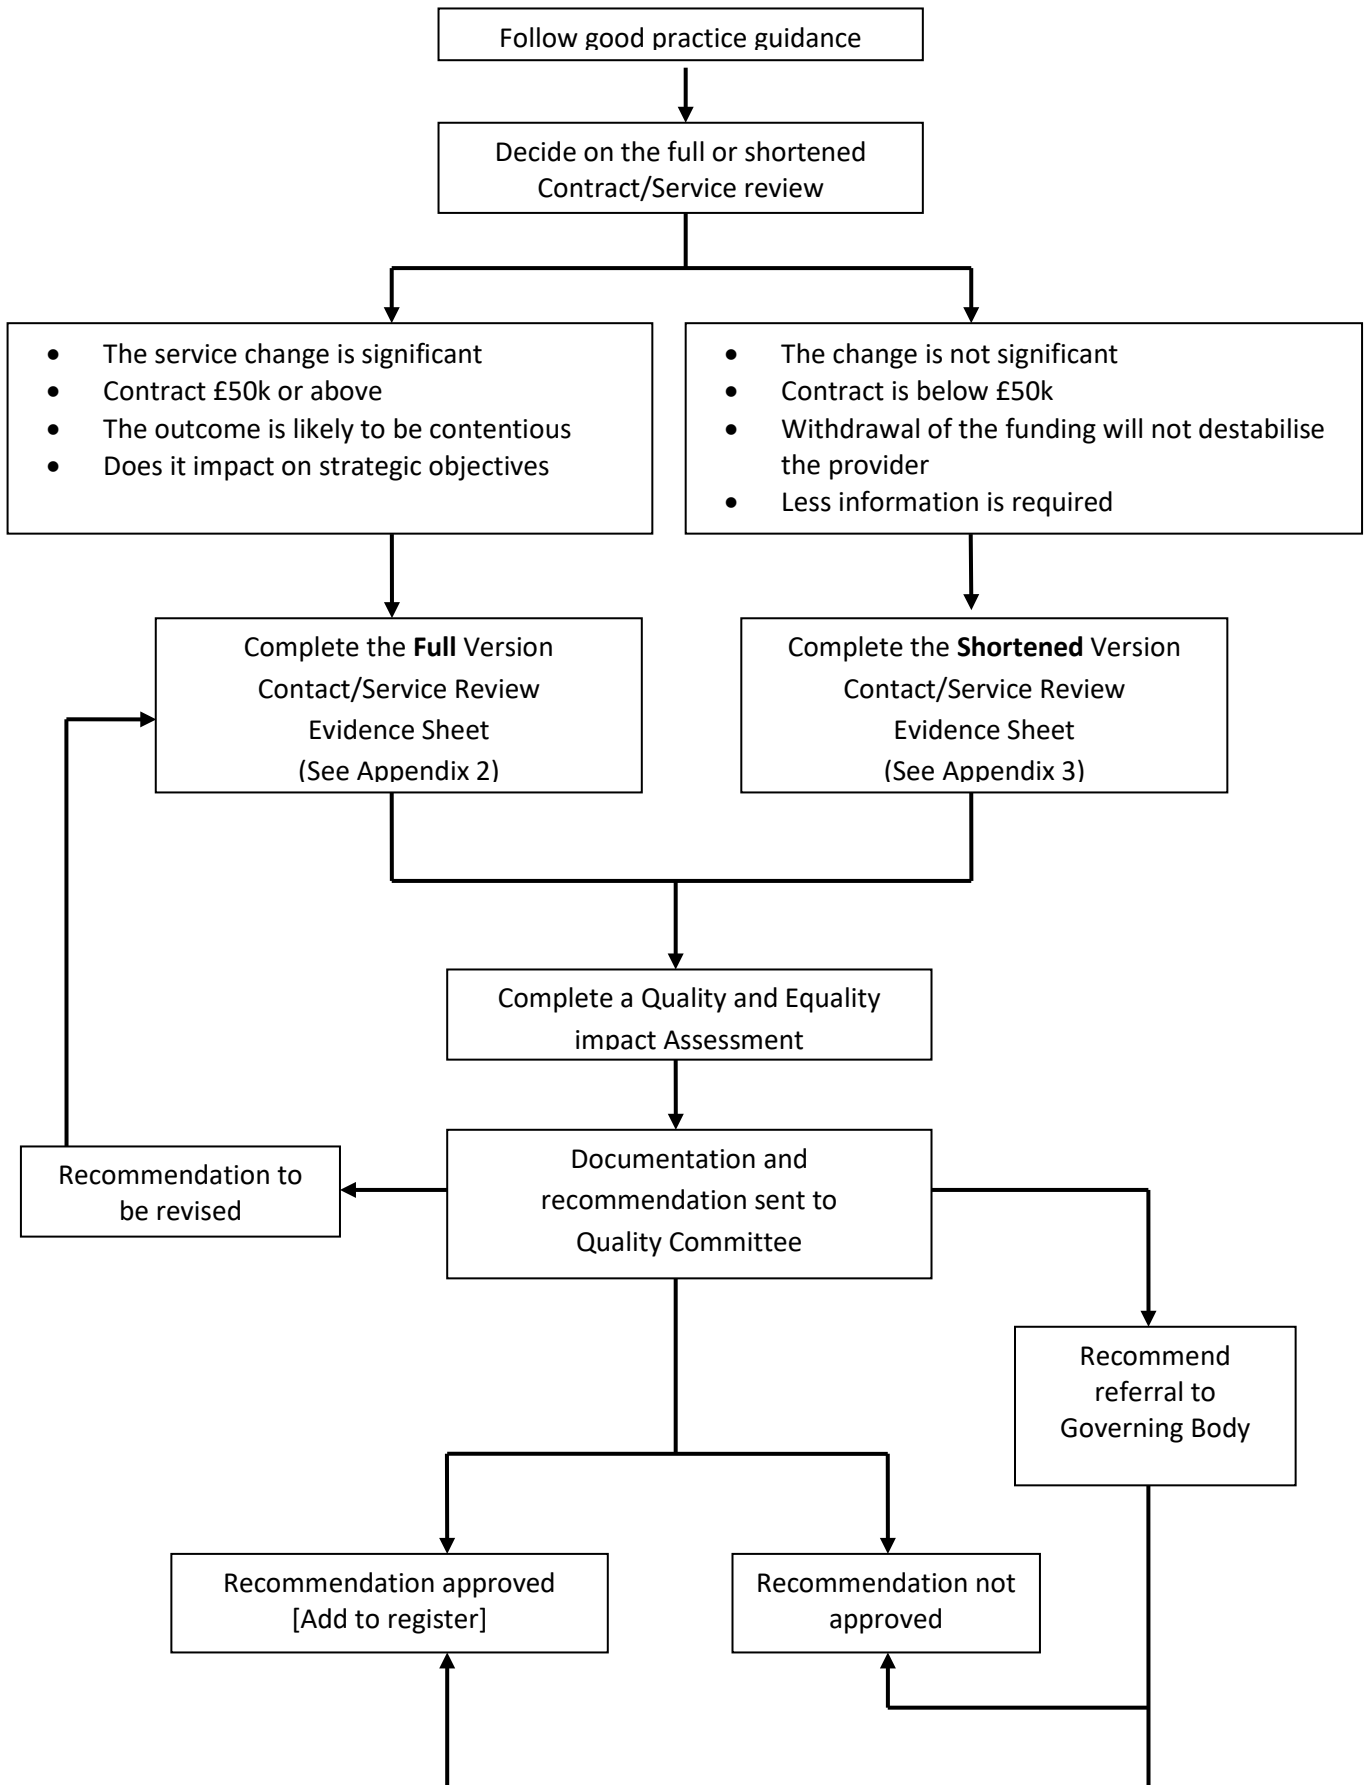 Follow good practice guidance
Decide on the full or shortened
Contract/Service review
• The service change is significant
• Contract £50k or above
• The outcome is likely to be contentious
• Does it impact on strategic objectives
• The change is not significant
• Contract is below £50k
• Withdrawal of the funding will not destabilise
the provider
• Less information is required
Complete the Full Version
Contact/Service Review
Evidence Sheet
(See Appendix 2)
Complete the Shortened Version
Contact/Service Review
Evidence Sheet
(See Appendix 3)
Complete a Quality and Equality
impact Assessment
Documentation and
recommendation sent to
Quality Committee
Recommendation to
be revised
Recommend
referral to
Governing Body
Recommendation approved
[Add to register]
Recommendation not
approved